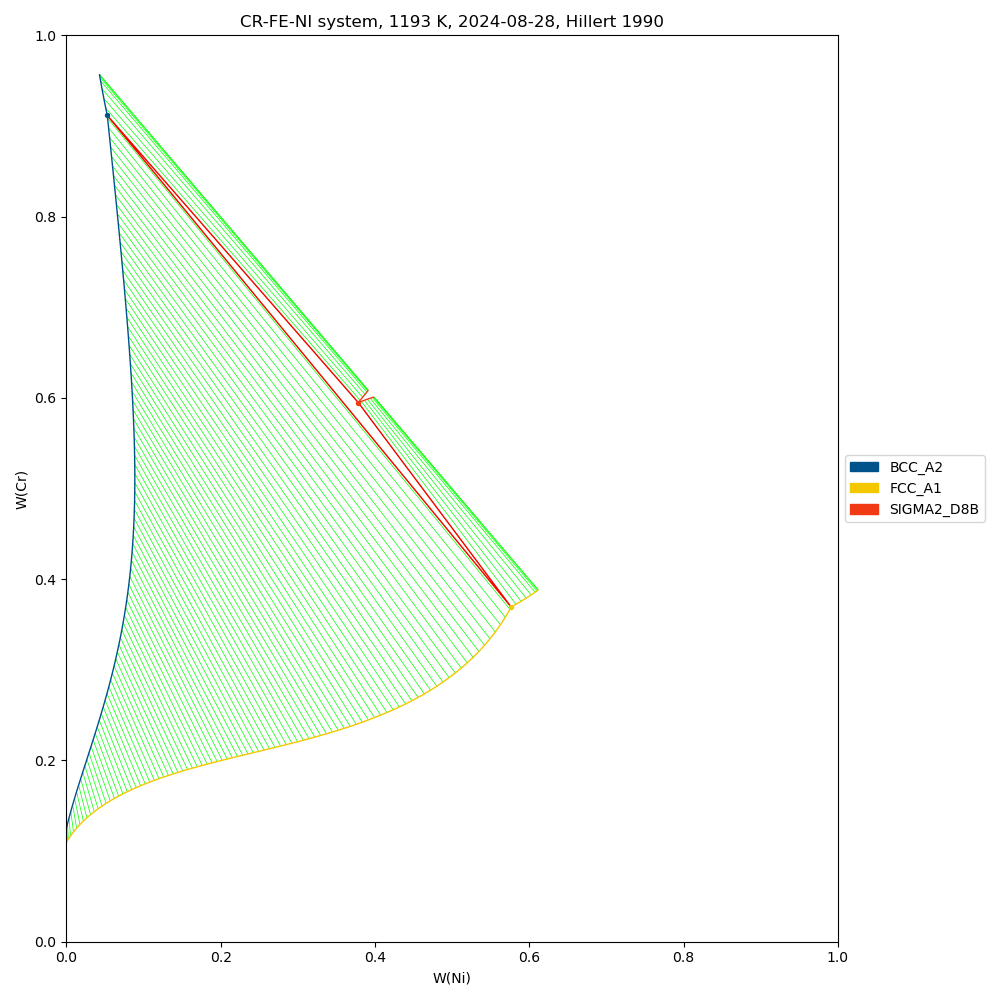 CR-FE-NI system, 1193 K, 2024-08-28, Hillert 1990
1.0
0.8
0.6
0.4
0.2
0.0
W(Cr)
0.0 0.2 0.4 0.6 0.8 1.0
W(Ni)
BCC_A2
FCC_A1
SIGMA2_D8B